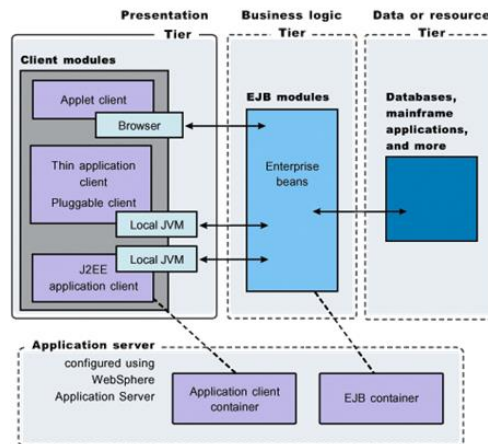 Presentation
Tier
Business logic
Tier
Data or resource
Tier
Client modules
Applet client
Browser
Thin application
client
Pluggable client
Local JVM
Local JVM
J2EE
application client
EJB modules
Enterprise
beans
Databases,
mainframe
applications,
and more
Application server
configured using
WebSphere
Application Server
Application client
container
EJB container